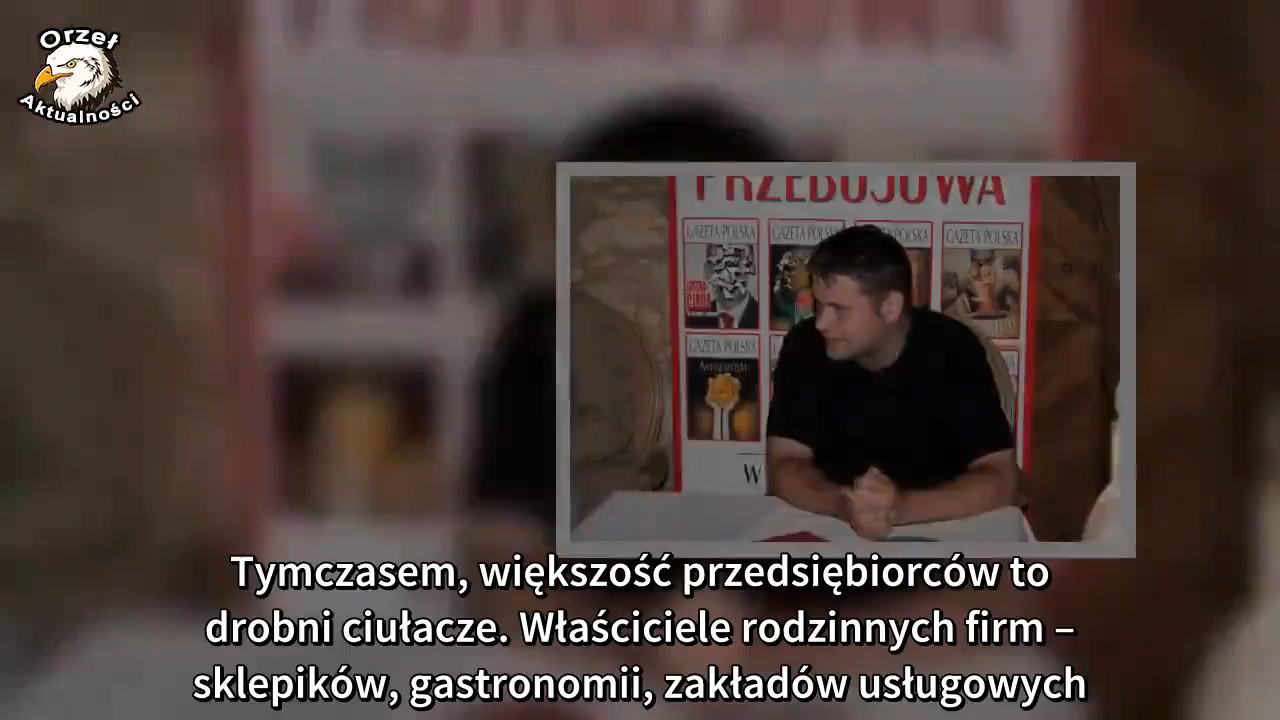 Orzeł
Aktualności
PRZEBOJOWA
GAZETA POLSKA
GAZETA POLSKA
GAZETA POLSKA
GAZETA POLSKA
GAZETA POLSKA
W
Tymczasem, większość przedsiębiorców to
drobni ciułacze. Właściciele rodzinnych firm –
sklepików, gastronomii, zakładów usługowych